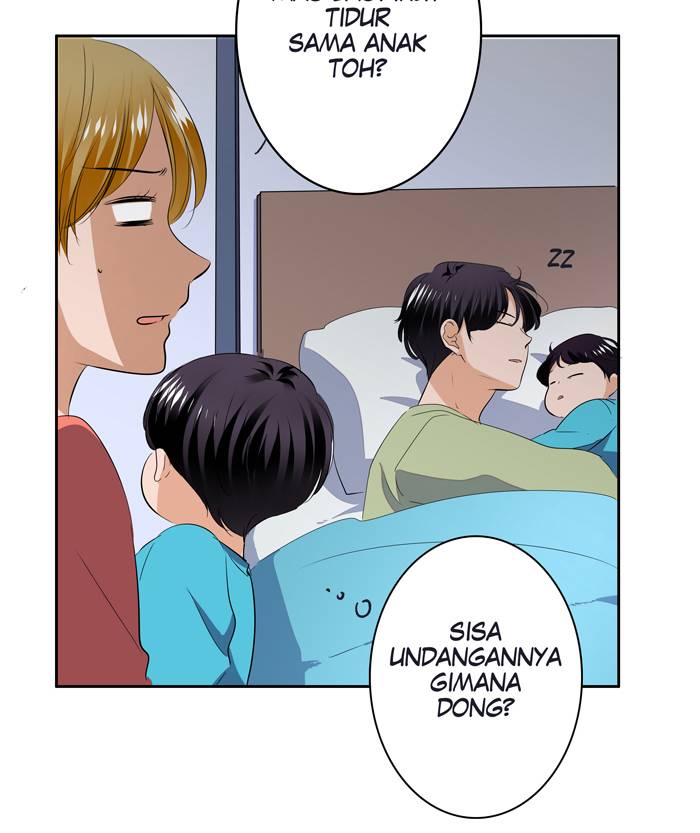 TIDUR
SAMA ANAK
TOH?
ZZ
SISA
UNDANGANNYA
GIMANA
DONG?